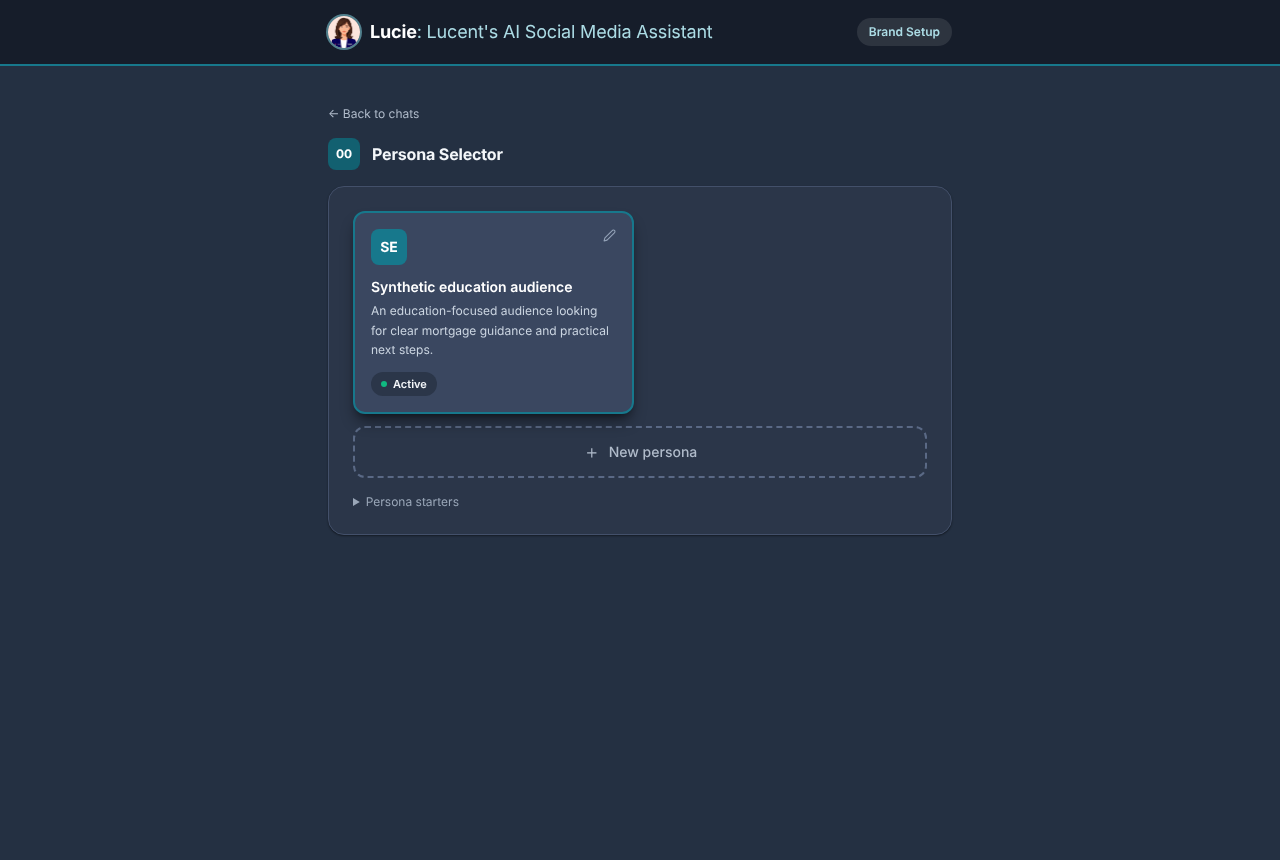 Lucie: Lucent's AI Social Media Assistant
Brand Setup
← Back to chats
00
Persona Selector
SE
Synthetic education audience
An education-focused audience looking
for clear mortgage guidance and practical
next steps.
Active
+ New persona
Persona starters